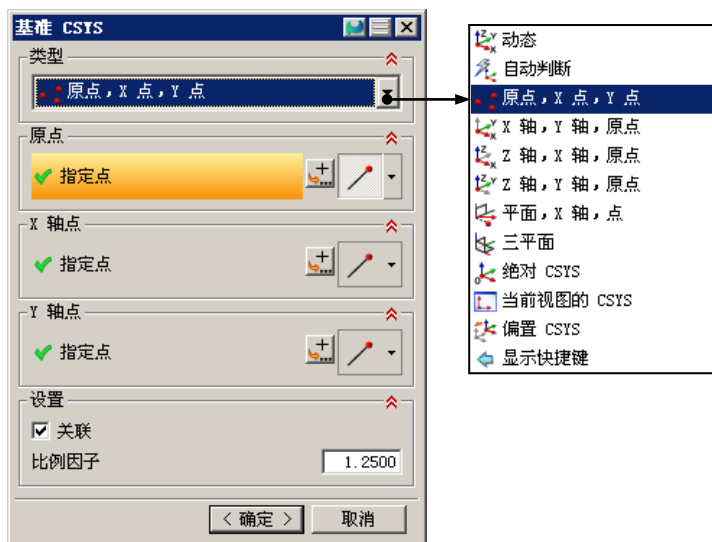 基准 CSYS
类型
原点，X 点，Y 点
原点
指定点
X 轴点
指定点
Y 轴点
指定点
设置
关联
比例因子 1.2500
< 确定 > 取消
动态
自动判断
原点，X 点，Y 点
X 轴，Y 轴，原点
Z 轴，X 轴，原点
Z 轴，Y 轴，原点
平面，X 轴，点
三平面
绝对 CSYS
当前视图的 CSYS
偏置 CSYS
显示快捷键